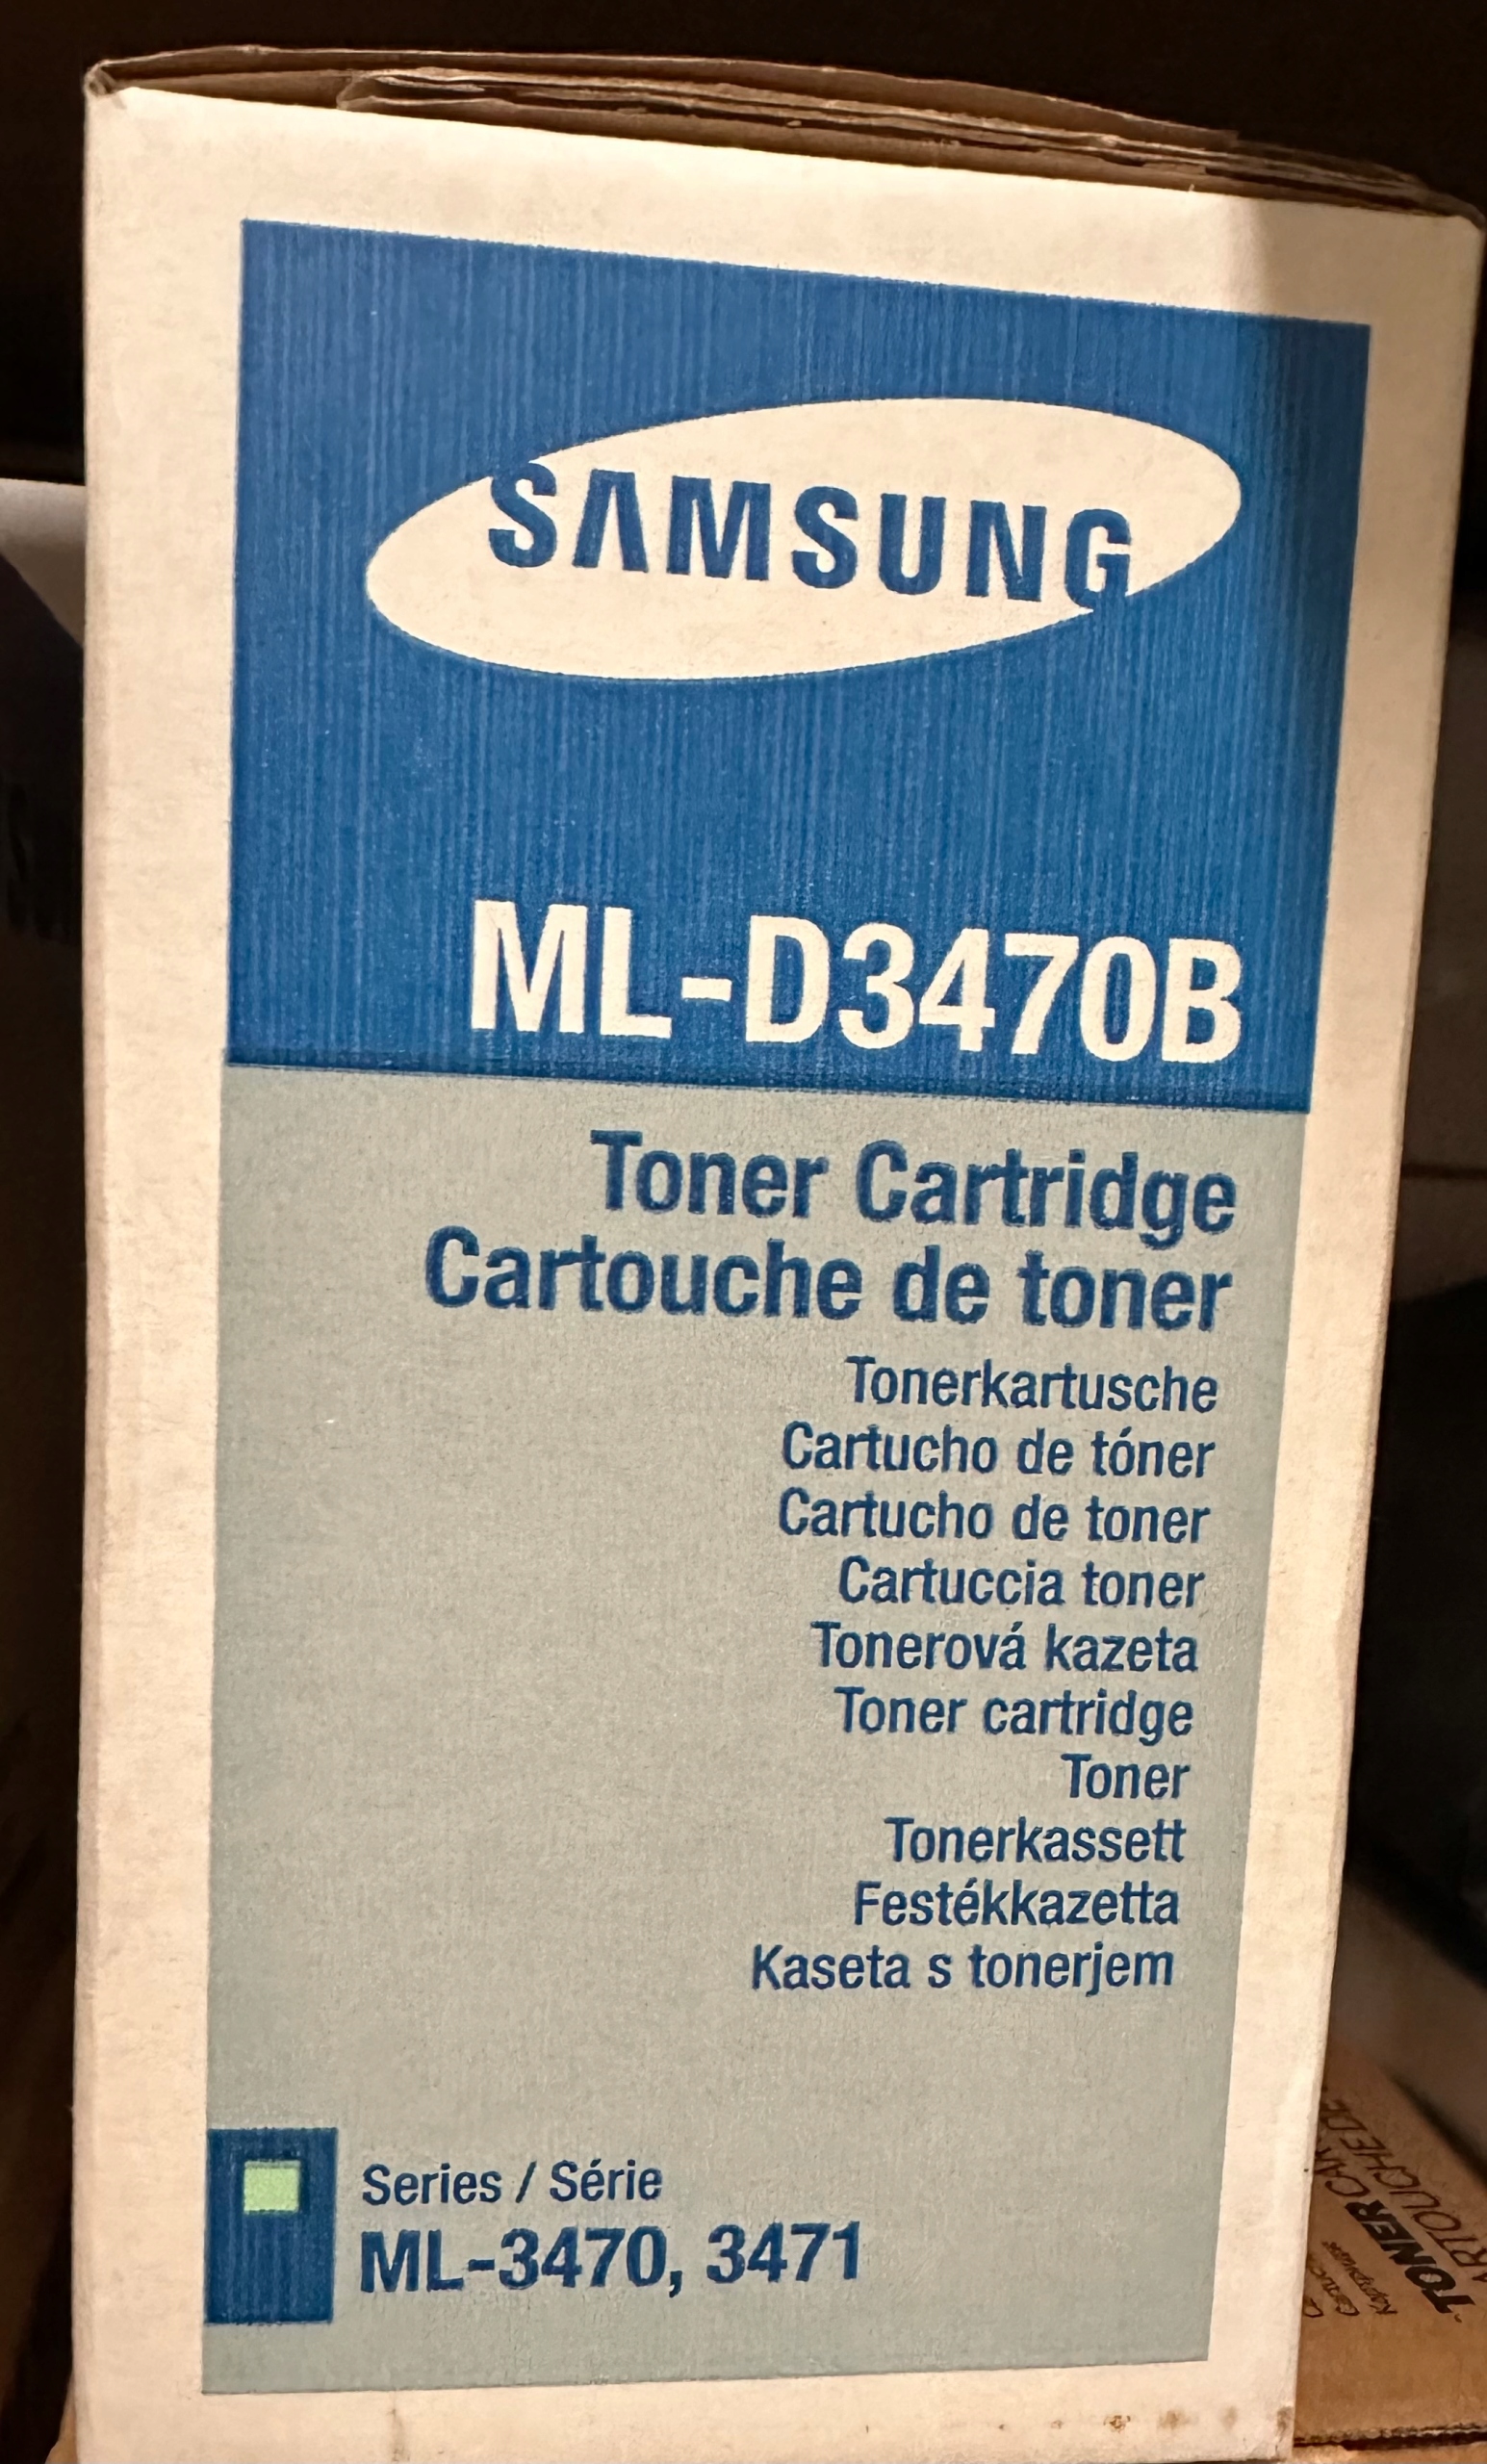 SAMSUNG
ML-D3470B
Toner Cartridge
Cartouche de toner
Tonerkartusche
Cartucho de tóner
Cartucho de toner
Cartuccia toner
Tonerová kazeta
Toner cartridge
Toner
Tonerkassett
Festékkazetta
Kaseta s tonerjem
Series / Série
ML-3470, 3471
TONER